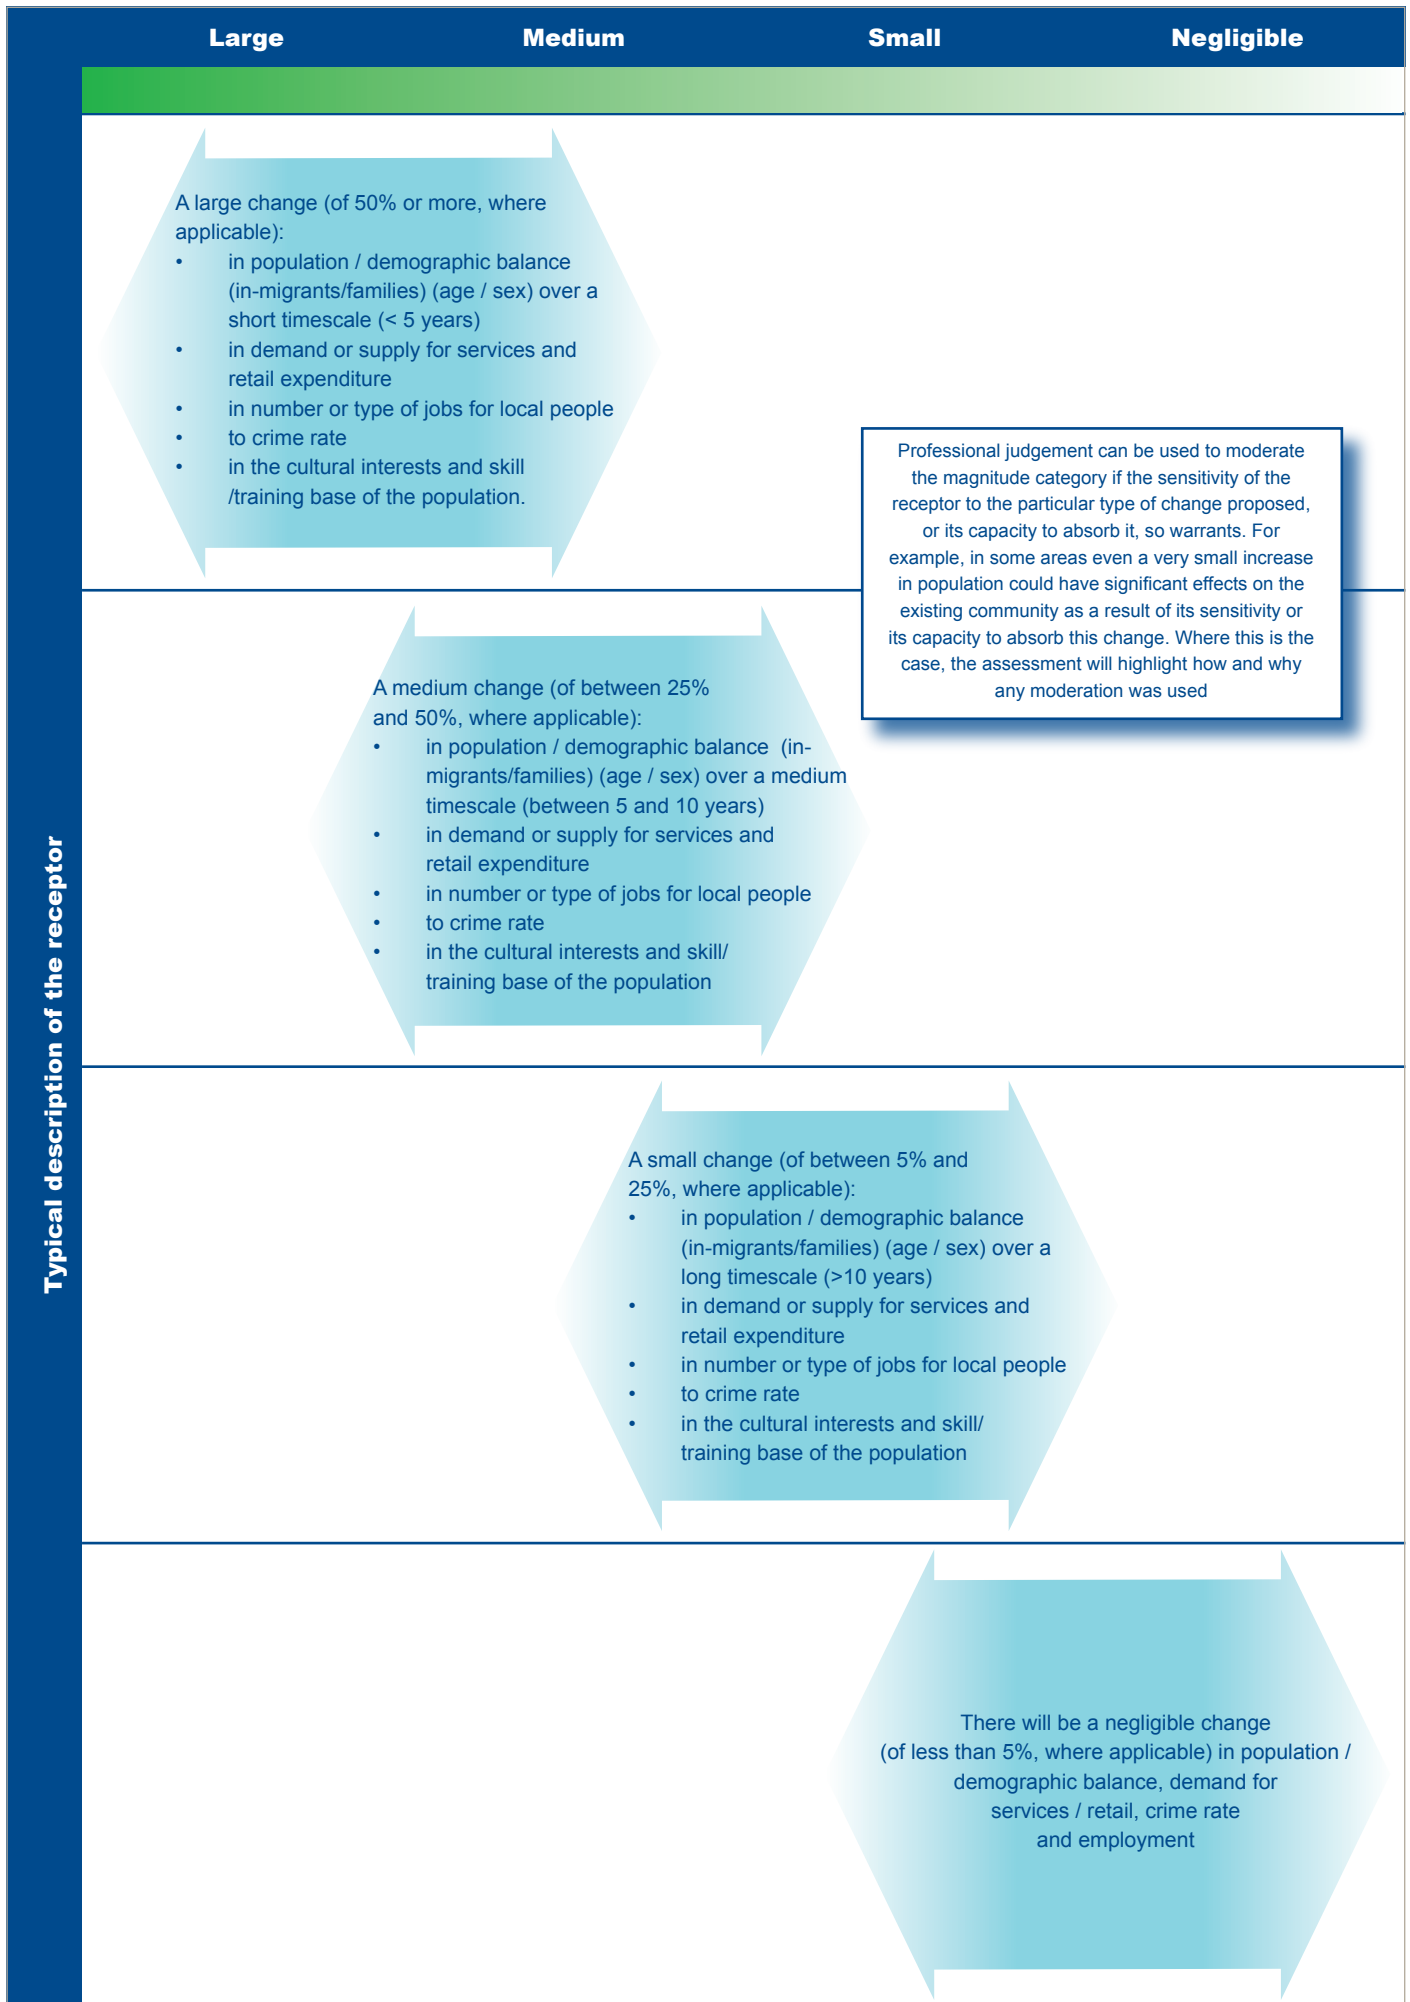 Large Medium Small Negligible
Typical description of the receptor
A large change (of 50% or more, where
applicable):
• in population / demographic balance
(in-migrants/families) (age / sex) over a
short timescale (< 5 years)
• in demand or supply for services and
retail expenditure
• in number or type of jobs for local people
• to crime rate
• in the cultural interests and skill
/training base of the population.
Professional judgement can be used to moderate
the magnitude category if the sensitivity of the
receptor to the particular type of change proposed,
or its capacity to absorb it, so warrants. For
example, in some areas even a very small increase
in population could have significant effects on the
existing community as a result of its sensitivity or
its capacity to absorb this change. Where this is the
case, the assessment will highlight how and why
any moderation was used
A medium change (of between 25%
and 50%, where applicable):
• in population / demographic balance (in-
migrants/families) (age / sex) over a medium
timescale (between 5 and 10 years)
• in demand or supply for services and
retail expenditure
• in number or type of jobs for local people
• to crime rate
• in the cultural interests and skill/
training base of the population
A small change (of between 5% and
25%, where applicable):
• in population / demographic balance
(in-migrants/families) (age / sex) over a
long timescale (>10 years)
• in demand or supply for services and
retail expenditure
• in number or type of jobs for local people
• to crime rate
• in the cultural interests and skill/
training base of the population
There will be a negligible change
(of less than 5%, where applicable) in population /
demographic balance, demand for
services / retail, crime rate
and employment